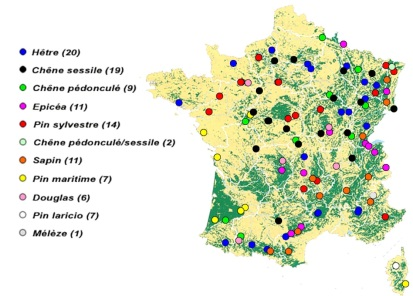 Hêtre (20)
Chêne sessile (19)
Chêne pédonculé (9)
Epicéa (11)
Pin sylvestre (14)
Chêne pédonculé/sessile (2)
Sapin (11)
Pin maritime (7)
Douglas (6)
Pin laricio (7)
Mélèze (1)